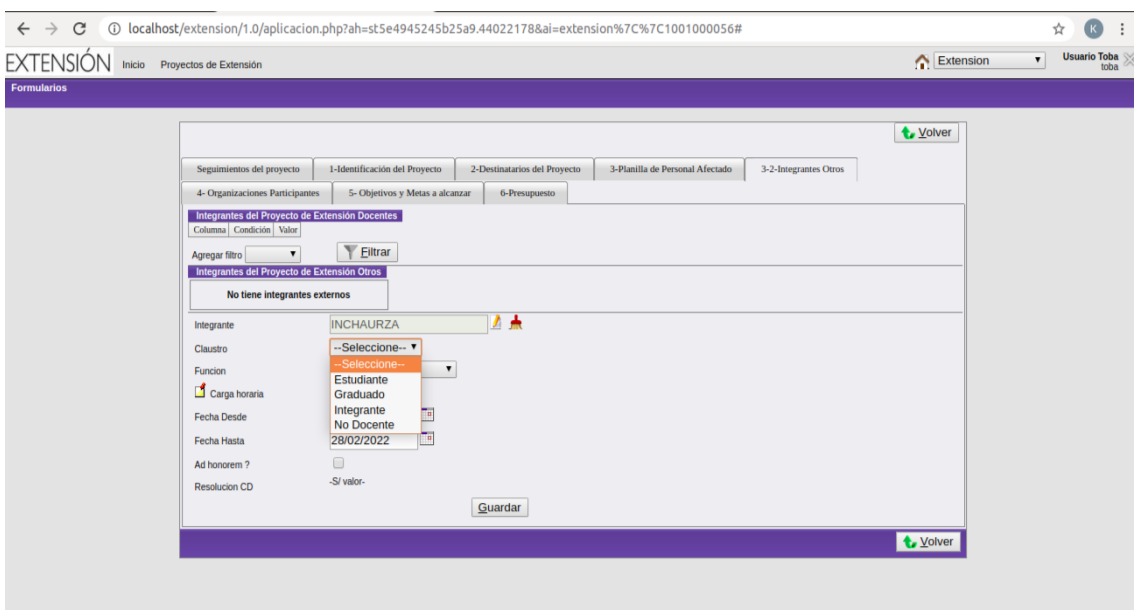 localhost/extension/1.0/aplicacion.php?ah=st5e4945245b25a9.44022178&ai=extension%7C%7C1001000056#
K
EXTENSIÓN Inicio Proyectos de Extensión Extension Usuario Toba
toba
Formularios
Volver
Seguimientos del proyecto 1-Identificación del Proyecto 2-Destinatarios del Proyecto 3-Planilla de Personal Afectado 3-2-Integrantes Otros
4- Organizaciones Participantes 5- Objetivos y Metas a alcanzar 6-Presupuesto
Integrantes del Proyecto de Extensión Docentes
Columna Condición Valor
Agregar filtro Filtrar
Integrantes del Proyecto de Extensión Otros
No tiene integrantes externos
Integrante INCHAURZA
Claustro --Seleccione--
--Seleccione--
Funcion
Estudiante
Carga horaria Graduado
Integrante
Fecha Desde
No Docente
Fecha Hasta 28/02/2022
Ad honorem ?
Resolucion CD -S/ valor-
Guardar
Volver